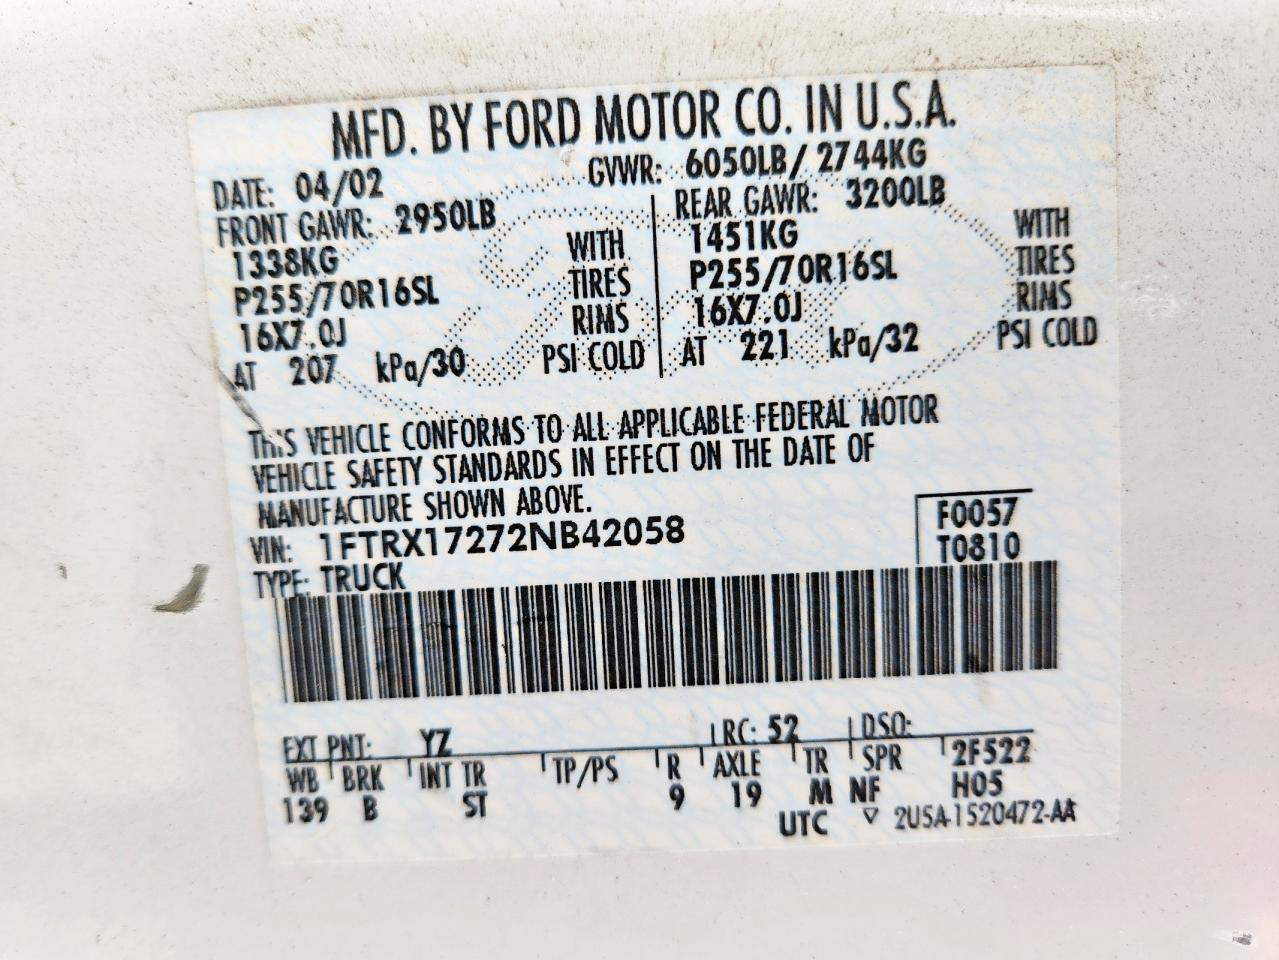 MFD. BY FORD MOTOR CO. IN U.S.A.
DATE: 04/02 GVWR: 6050LB/ 2744KG
FRONT GAWR: 2950LB REAR GAWR: 3200LB
1338KG WITH 1451KG WITH
P255/70R16SL TIRES P255/70R16SL TIRES
16X7.0J RIMS 16X7.0J RIMS
AT 207 kPa/30 PSI COLD AT 221 kPa/32 PSI COLD
THIS VEHICLE CONFORMS TO ALL APPLICABLE FEDERAL MOTOR
VEHICLE SAFETY STANDARDS IN EFFECT ON THE DATE OF
MANUFACTURE SHOWN ABOVE.
VIN: 1FTRX17272NB42058 F0057
TYPE: TRUCK T0810
EXT PNT: YZ RC: 52 DSO:
WB BRK INT TR TP/PS R AXLE TR SPR 2F522
139 B ST 9 19 M NF H05
UTC ▽ 2U5A-1520472-AA